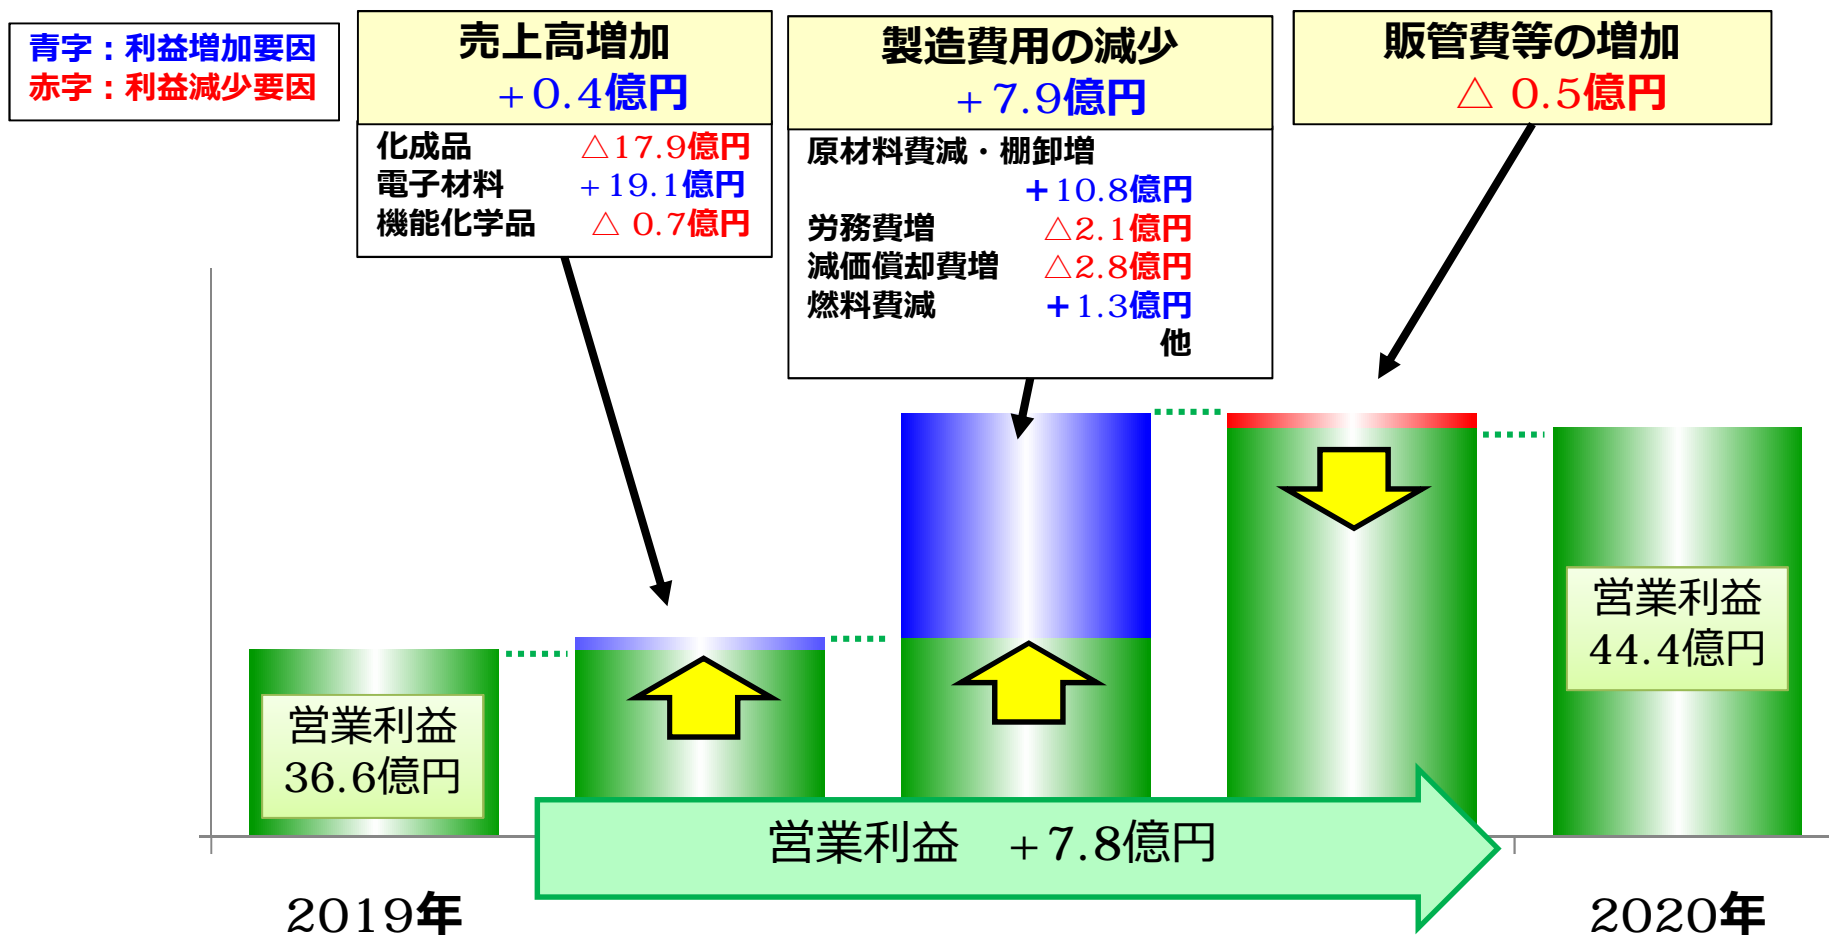 青字：利益増加要因
赤字：利益減少要因
売上高増加
+0.4億円
化成品 △17.9億円
電子材料 +19.1億円
機能化学品 △ 0.7億円
製造費用の減少
+7.9億円
原材料費減・棚卸増
+10.8億円
労務費増 △2.1億円
減価償却費増 △2.8億円
燃料費減 +1.3億円
他
販管費等の増加
△ 0.5億円
営業利益
36.6億円
営業利益
44.4億円
営業利益 +7.8億円
2019年
2020年